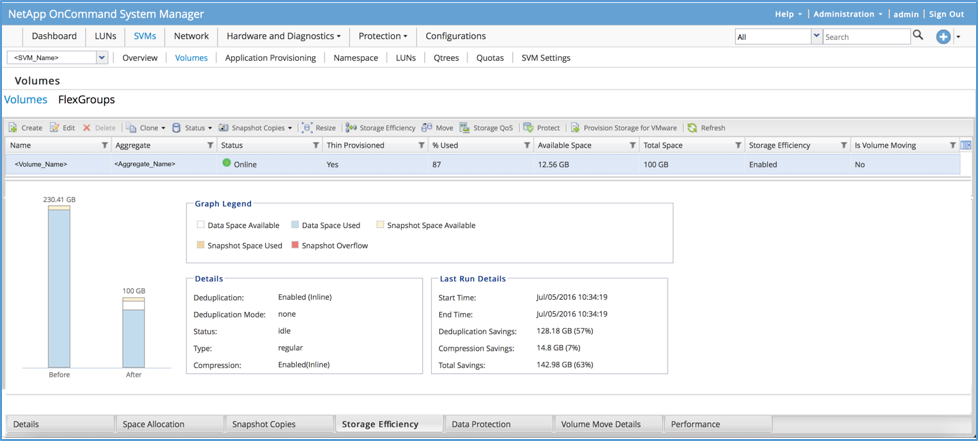 NetApp OnCommand System Manager Help Administration admin Sign Out
Dashboard LUNs SVMs Network Hardware and Diagnostics Protection Configurations All Search
<SVM_Name> Overview Volumes Application Provisioning Namespace LUNs Qtrees Quotas SVM Settings
Volumes
Volumes FlexGroups
Create Edit Delete Clone Status Snapshot Copies Resize Storage Efficiency Move Storage QoS Protect Provision Storage for VMware Refresh
Name Aggregate Status Thin Provisioned % Used Available Space Total Space Storage Efficiency Is Volume Moving
<Volume_Name> <Aggregate_Name> Online Yes 87 12.56 GB 100 GB Enabled No
230.41 GB
100 GB
Before After
Graph Legend
Data Space Available Data Space Used Snapshot Space Available
Snapshot Space Used Snapshot Overflow
Details
Deduplication: Enabled (Inline)
Deduplication Mode: none
Status: idle
Type: regular
Compression: Enabled(Inline)
Last Run Details
Start Time: Jul/05/2016 10:34:19
End Time: Jul/05/2016 10:34:19
Deduplication Savings: 128.18 GB (57%)
Compression Savings: 14.8 GB (7%)
Total Savings: 142.98 GB (63%)
Details Space Allocation Snapshot Copies Storage Efficiency Data Protection Volume Move Details Performance